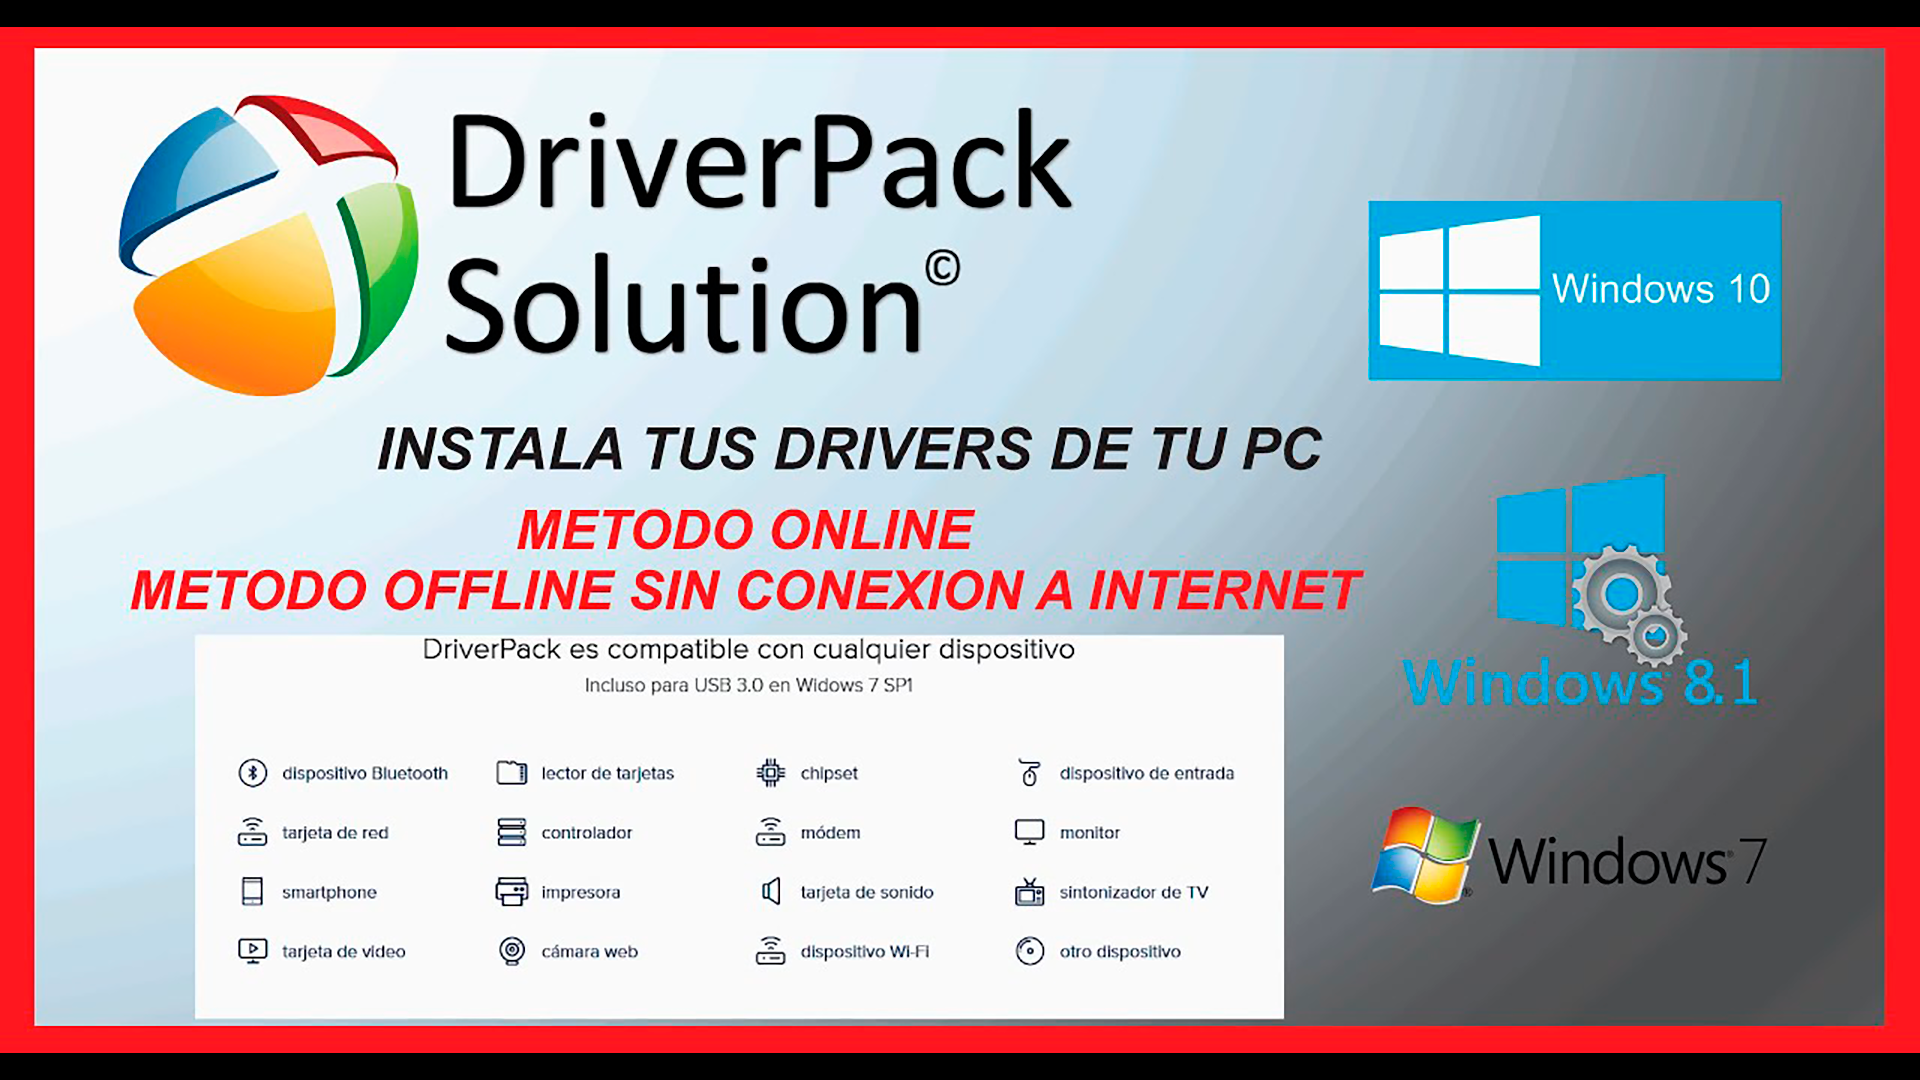 DriverPack
Solution©
INSTALA TUS DRIVERS DE TU PC
METODO ONLINE
METODO OFFLINE SIN CONEXION A INTERNET
DriverPack es compatible con cualquier dispositivo
Incluso para USB 3.0 en Widows 7 SP1
dispositivo Bluetooth
lector de tarjetas
chipset
dispositivo de entrada
tarjeta de red
controlador
módem
monitor
smartphone
impresora
tarjeta de sonido
sintonizador de TV
tarjeta de video
cámara web
dispositivo Wi-Fi
otro dispositivo
Windows 10
Windows 8.1
Windows 7